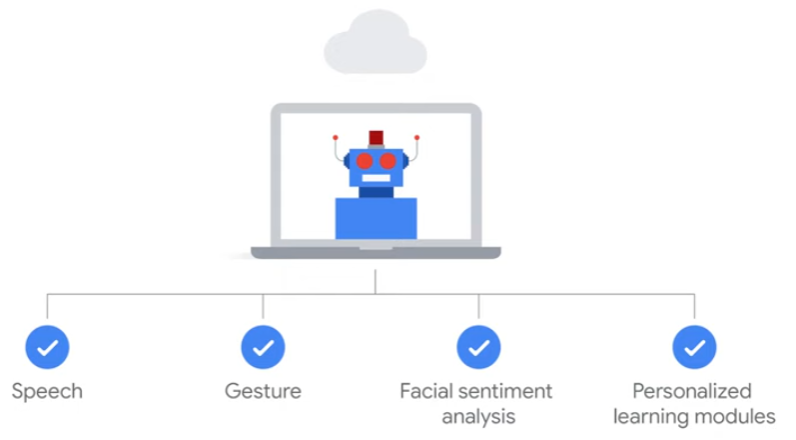 Speech
Gesture
Facial sentiment
analysis
Personalized
learning modules